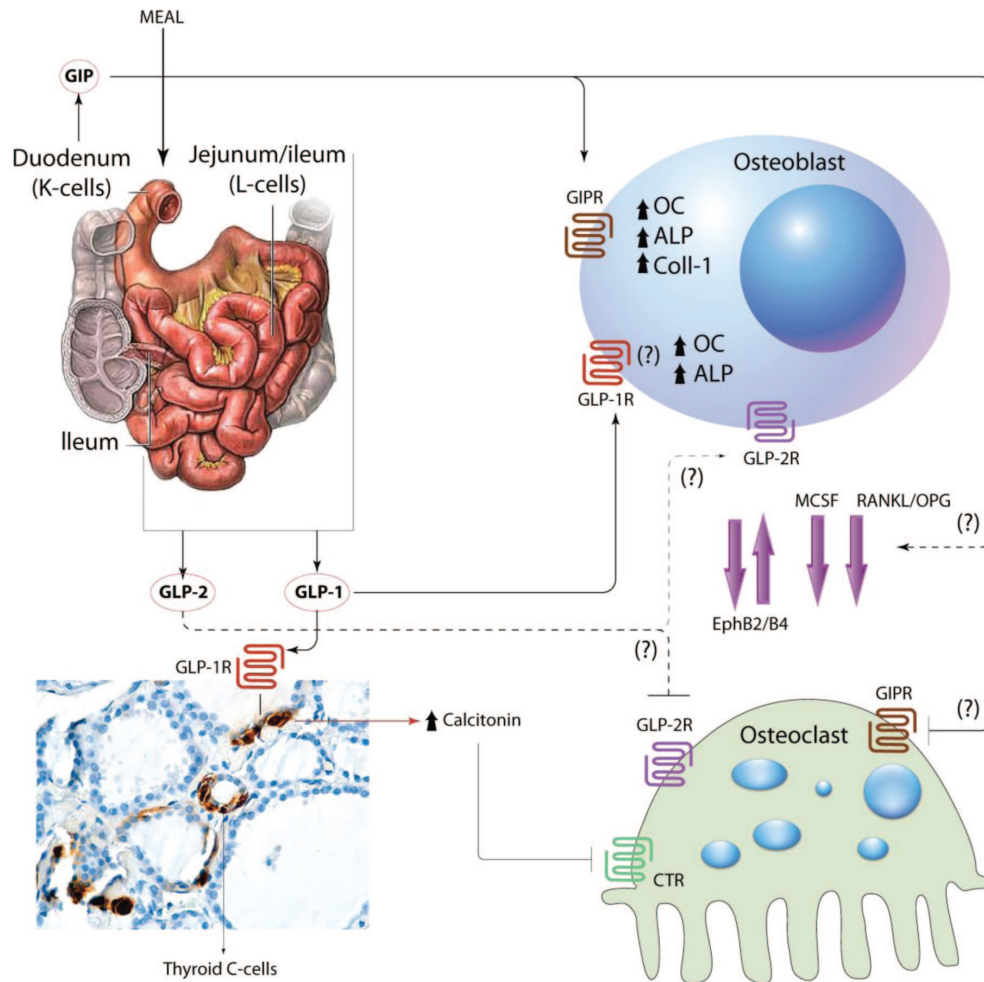 MEAL
GIP
Duodenum
(K-cells)
Jejunum/ileum
(L-cells)
Ileum
Osteoblast
GIPR
OC
ALP
Coll-1
(?)
OC
ALP
GLP-1R
GLP-2R
(?)
MCSF
RANKL/OPG
(?)
EphB2/B4
GLP-2
GLP-1
(?)
GLP-1R
Calcitonin
GLP-2R
GIPR
(?)
Osteoclast
CTR
Thyroid C-cells